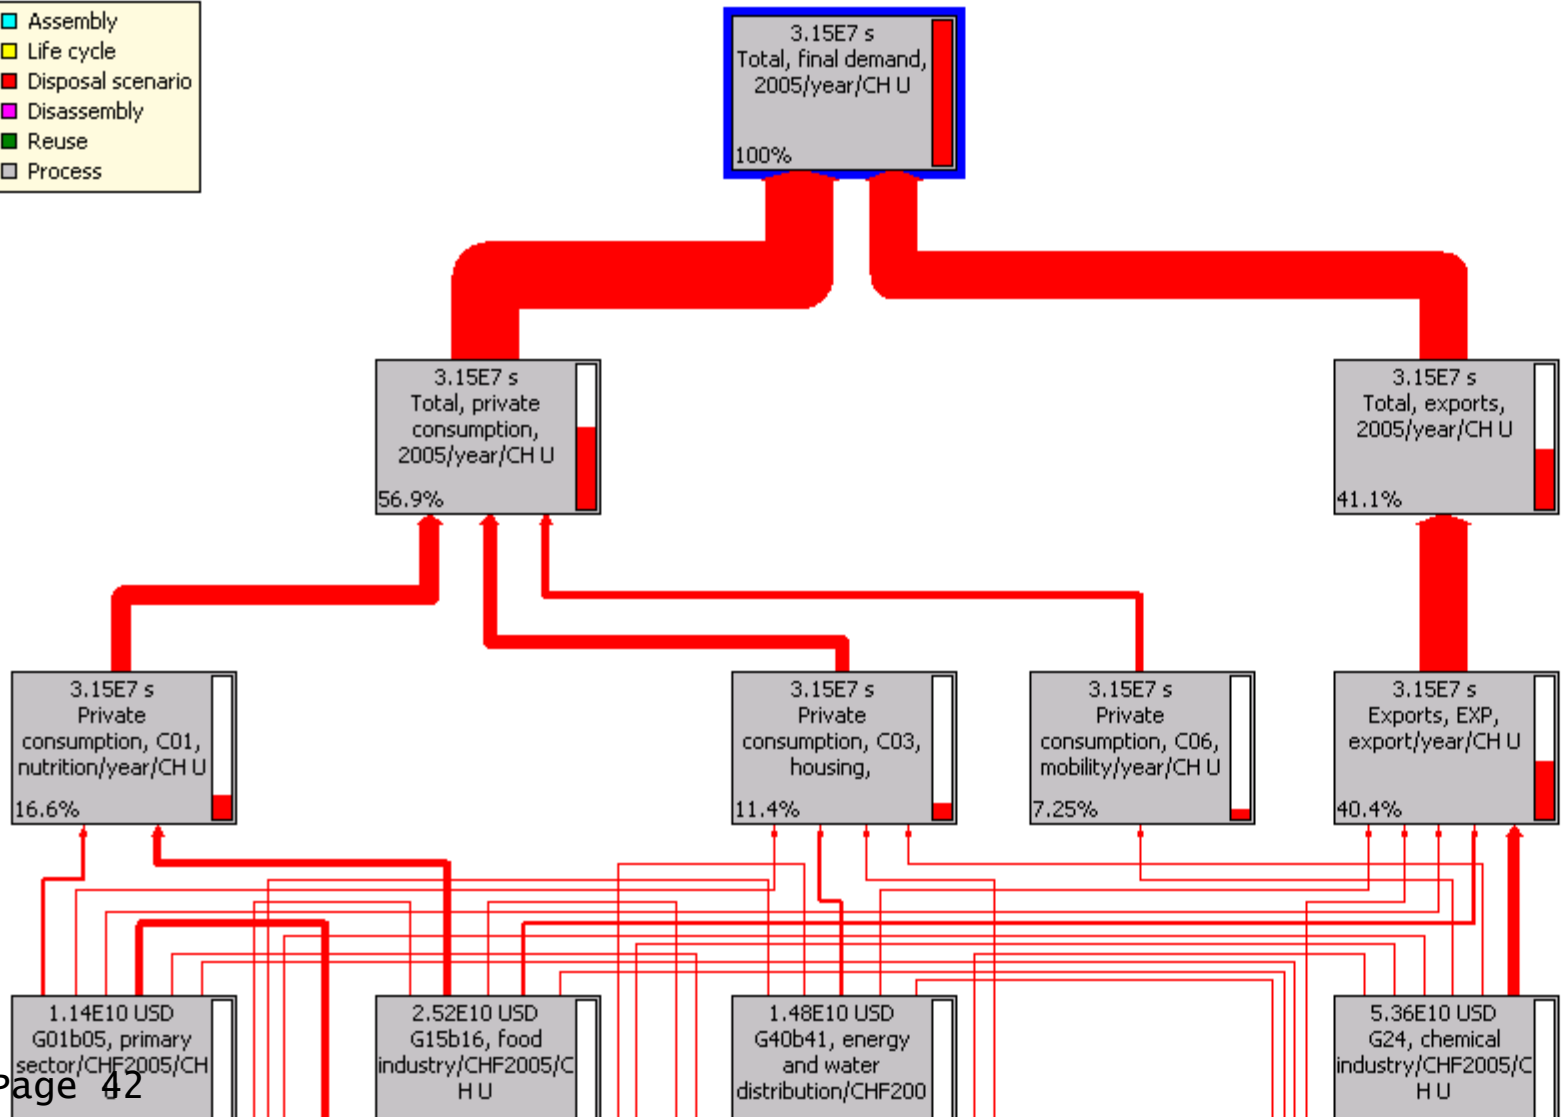 Assembly
Life cycle
Disposal scenario
Disassembly
Reuse
Process
3.15E7 s
Total, final demand,
2005/year/CH U
100%
3.15E7 s
Total, private
consumption,
2005/year/CH U
56.9%
3.15E7 s
Total, exports,
2005/year/CH U
41.1%
3.15E7 s
Private
consumption, C01,
nutrition/year/CH U
16.6%
3.15E7 s
Private
consumption, C03,
housing,
11.4%
3.15E7 s
Private
consumption, C06,
mobility/year/CH U
7.25%
3.15E7 s
Exports, EXP,
export/year/CH U
40.4%
1.14E10 USD
G01b05, primary
sector/CHF2005/CH
U
2.52E10 USD
G15b16, food
industry/CHF2005/C
H U
1.48E10 USD
G40b41, energy
and water
distribution/CHF200
5.36E10 USD
G24, chemical
industry/CHF2005/C
H U
Page 42